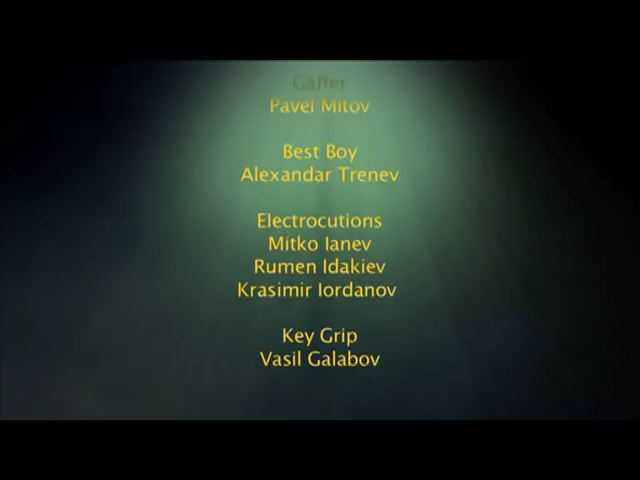 Gaffer
Pavel Mitov
Best Boy
Alexandar Trenev
Electrocutions
Mitko Ianev
Rumen Idakiev
Krasimir Iordanov
Key Grip
Vasil Galabov